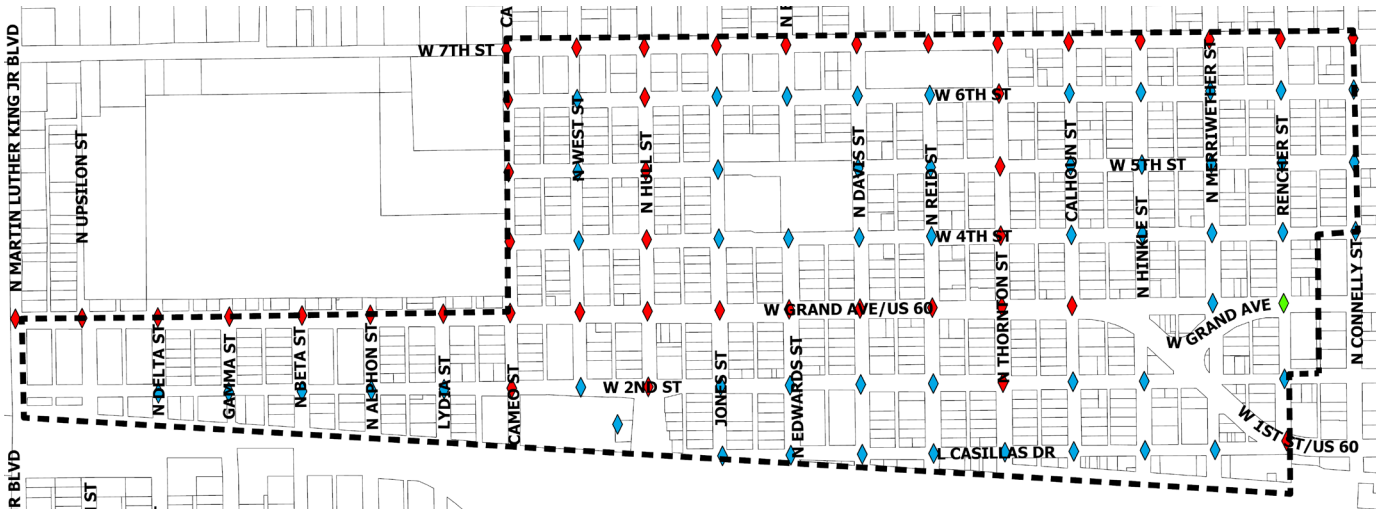 CA
N E
W 7TH ST
N MARTIN LUTHER KING JR BLVD
N UPSILON ST
N WEST ST
N HULL ST
N DAVIS ST
W 6TH ST
N REID ST
CALHOUN ST
W 5TH ST
N HINKLE ST
N MERRIWETHER ST
RENCHER ST
W 4TH ST
N THORNTON ST
N CONNELLY ST
W GRAND AVE/US 60
W GRAND AVE
N DELTA ST
GAMMA ST
N BETA ST
N ALPHON ST
LYDIA ST
CAMEO ST
W 2ND ST
JONES ST
N EDWARDS ST
W 1ST ST/US 60
L CASILLAS DR
R BLVD
ST